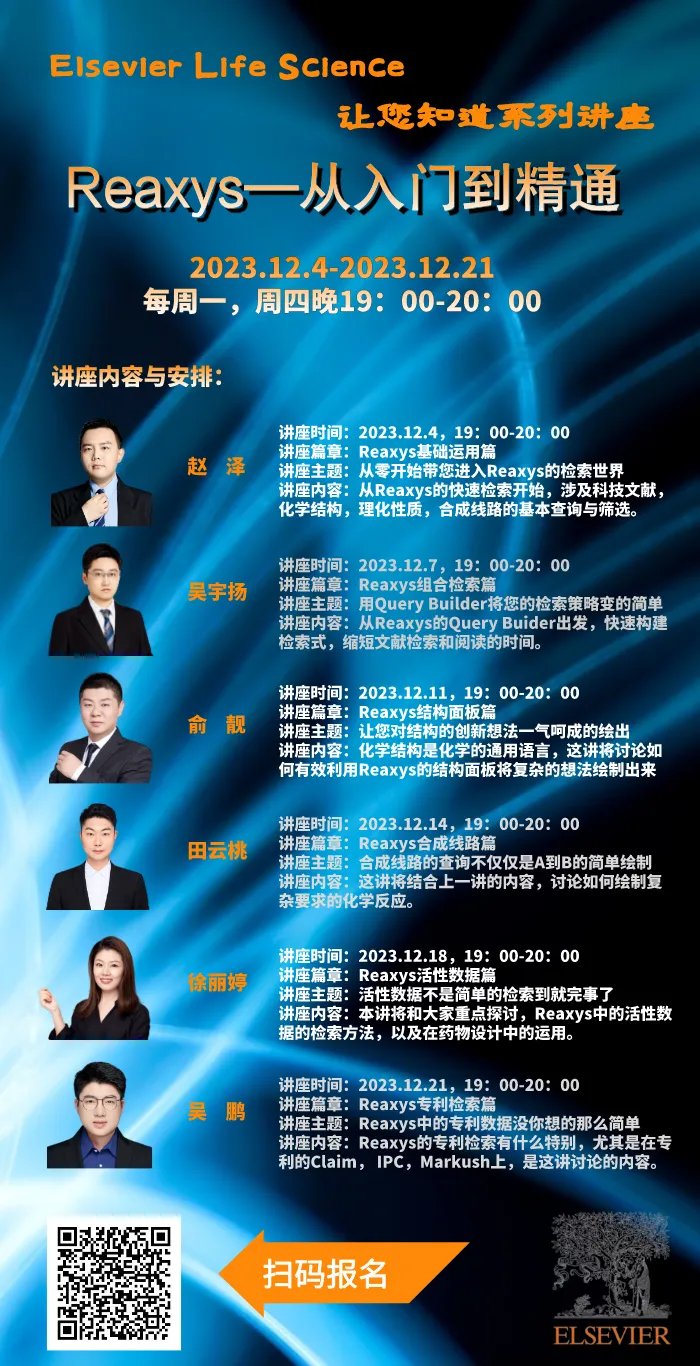 Elsevier Life Science
让您知道系列讲座
Reaxys—从入门到精通
2023.12.4-2023.12.21
每周一，周四晚19：00-20：00
讲座内容与安排：
赵 泽
讲座时间：2023.12.4，19：00-20：00
讲座篇章：Reaxys基础运用篇
讲座主题：从零开始带您进入Reaxys的检索世界
讲座内容：从Reaxys的快速检索开始，涉及科技文献，
化学结构，理化性质，合成线路的基本查询与筛选。
吴宇扬
讲座时间：2023.12.7，19：00-20：00
讲座篇章：Reaxys组合检索篇
讲座主题：用Query Builder将您的检索策略变的简单
讲座内容：从Reaxys的Query Buider出发，快速构建
检索式，缩短文献检索和阅读的时间。
俞 靓
讲座时间：2023.12.11，19：00-20：00
讲座篇章：Reaxys结构面板篇
讲座主题：让您对结构的创新想法一气呵成的绘出
讲座内容：化学结构是化学的通用语言，这讲将讨论如
何有效利用Reaxys的结构面板将复杂的想法绘制出来
田云桃
讲座时间：2023.12.14，19：00-20：00
讲座篇章：Reaxys合成线路篇
讲座主题：合成线路的查询不仅仅是A到B的简单绘制
讲座内容：这讲将结合上一讲的内容，讨论如何绘制复
杂要求的化学反应。
徐丽婷
讲座时间：2023.12.18，19：00-20：00
讲座篇章：Reaxys活性数据篇
讲座主题：活性数据不是简单的检索到就完事了
讲座内容：本讲将和大家重点探讨，Reaxys中的活性数
据的检索方法，以及在药物设计中的运用。
吴 鹏
讲座时间：2023.12.21，19：00-20：00
讲座篇章：Reaxys专利检索篇
讲座主题：Reaxys中的专利数据没你想的那么简单
讲座内容：Reaxys的专利检索有什么特别，尤其是在专
利的Claim， IPC，Markush上，是这讲讨论的内容。
扫码报名
ELSEVIER